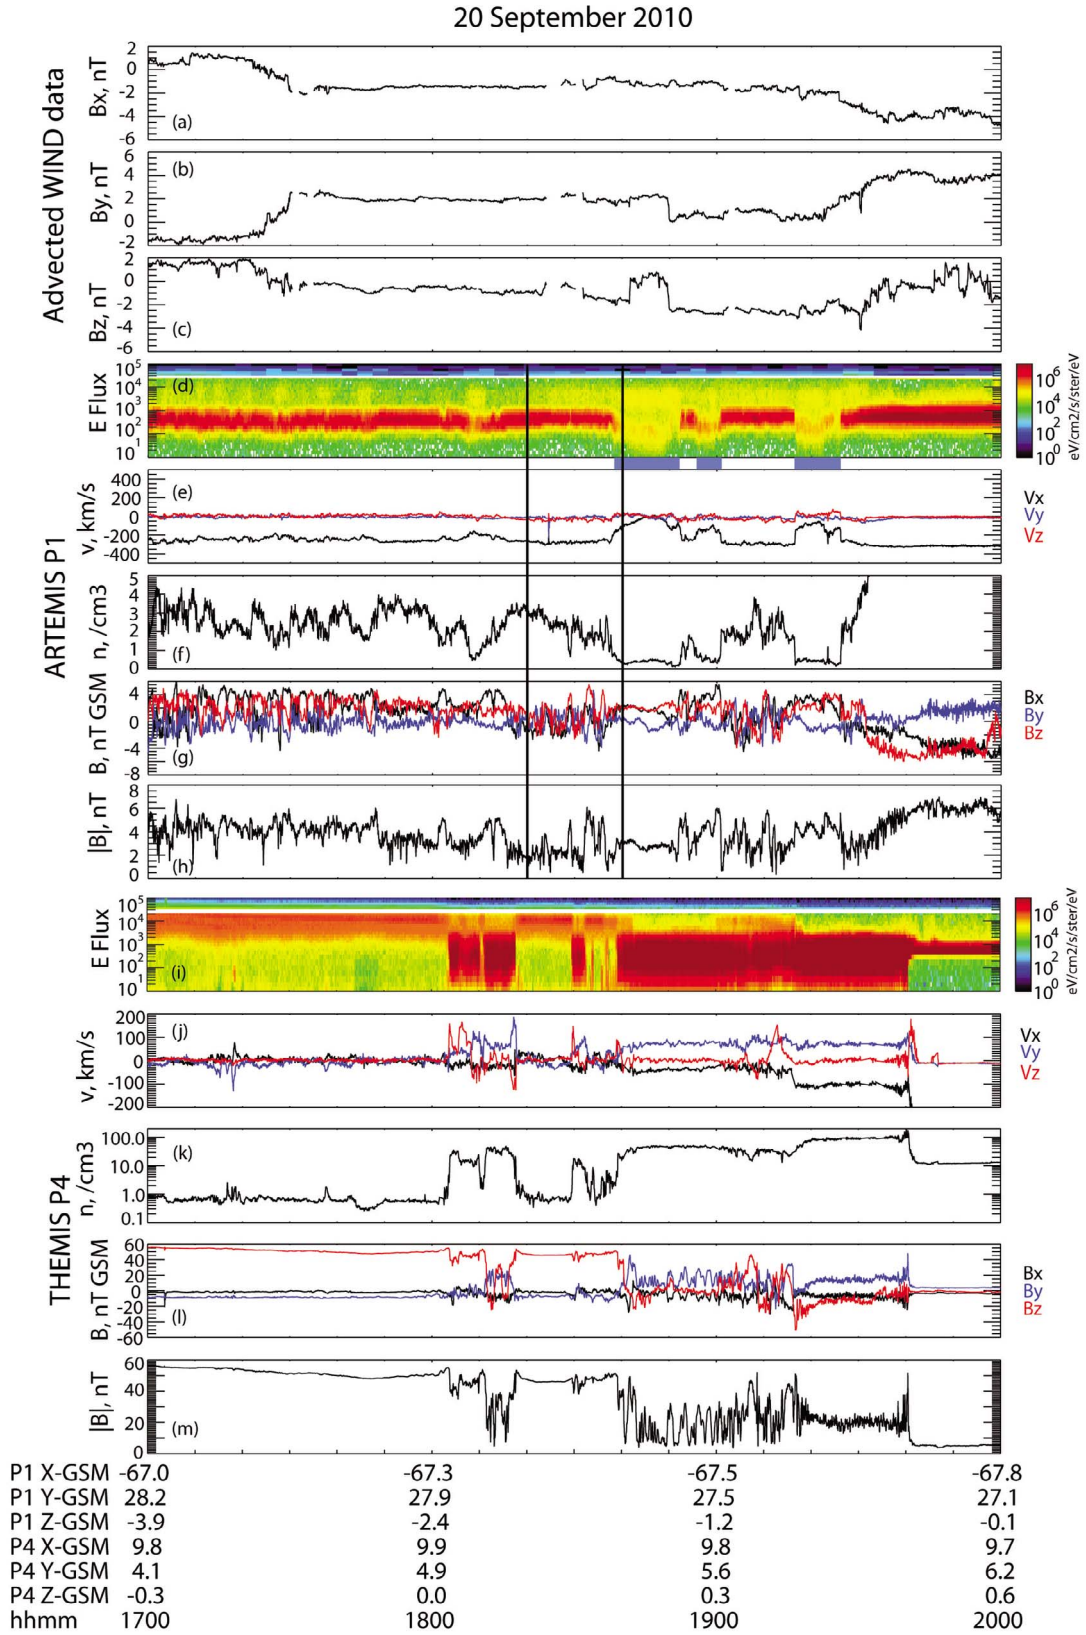 20 September 2010
Advected WIND data
Bx, nT
2
0
-2
-4
-6
(a)
By, nT
6
4
2
0
-2
(b)
Bz, nT
2
0
-2
-4
-6
(c)
ARTEMIS P1
E Flux
10^5
10^4
10^3
10^2
10^1
(d)
10^6
10^4
10^2
10^0
eV/cm2/s/ster/eV
v, km/s
400
200
0
-200
-400
(e)
Vx
Vy
Vz
n, /cm3
5
4
3
2
1
0
(f)
B, nT GSM
4
0
-4
-8
(g)
Bx
By
Bz
|B|, nT
8
6
4
2
0
(h)
THEMIS P4
E Flux
10^5
10^4
10^3
10^2
10^1
(i)
10^6
10^4
10^2
10^0
eV/cm2/s/ster/eV
v, km/s
200
100
0
-100
-200
(j)
Vx
Vy
Vz
n, /cm3
100.0
10.0
1.0
0.1
(k)
B, nT GSM
60
40
20
0
-20
-40
-60
(l)
Bx
By
Bz
|B|, nT
60
40
20
0
(m)
P1 X-GSM -67.0 -67.3 -67.5 -67.8
P1 Y-GSM 28.2 27.9 27.5 27.1
P1 Z-GSM -3.9 -2.4 -1.2 -0.1
P4 X-GSM 9.8 9.9 9.8 9.7
P4 Y-GSM 4.1 4.9 5.6 6.2
P4 Z-GSM -0.3 0.0 0.3 0.6
hhmm 1700 1800 1900 2000